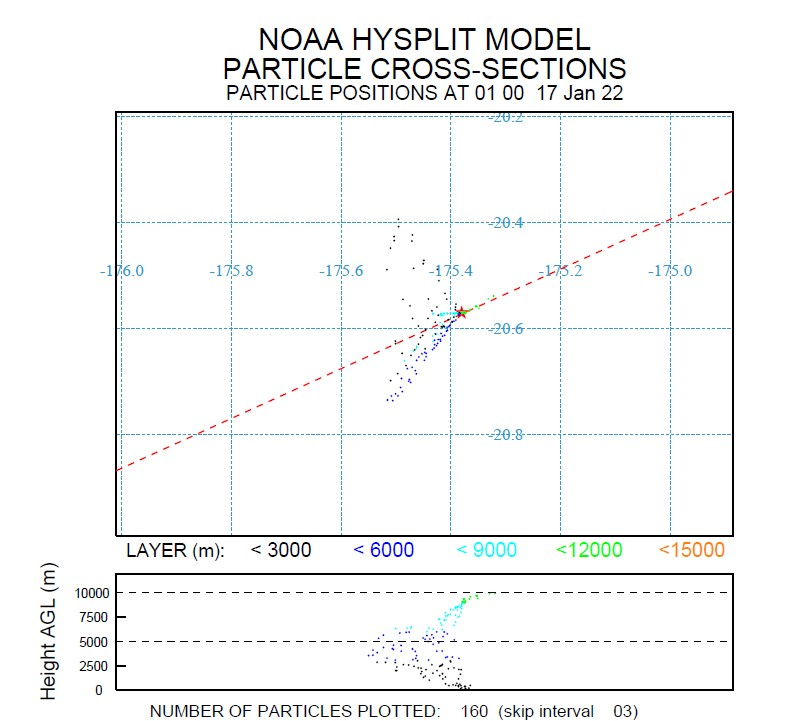 NOAA HYSPLIT MODEL
PARTICLE CROSS-SECTIONS
PARTICLE POSITIONS AT 01 00 17 Jan 22
-20.2
-20.4
-176.0 -175.8 -175.6 -175.4 -175.2 -175.0
-20.6
-20.8
LAYER (m): < 3000 < 6000 < 9000 <12000 <15000
Height AGL (m)
10000
7500
5000
2500
0
NUMBER OF PARTICLES PLOTTED: 160 (skip interval 03)